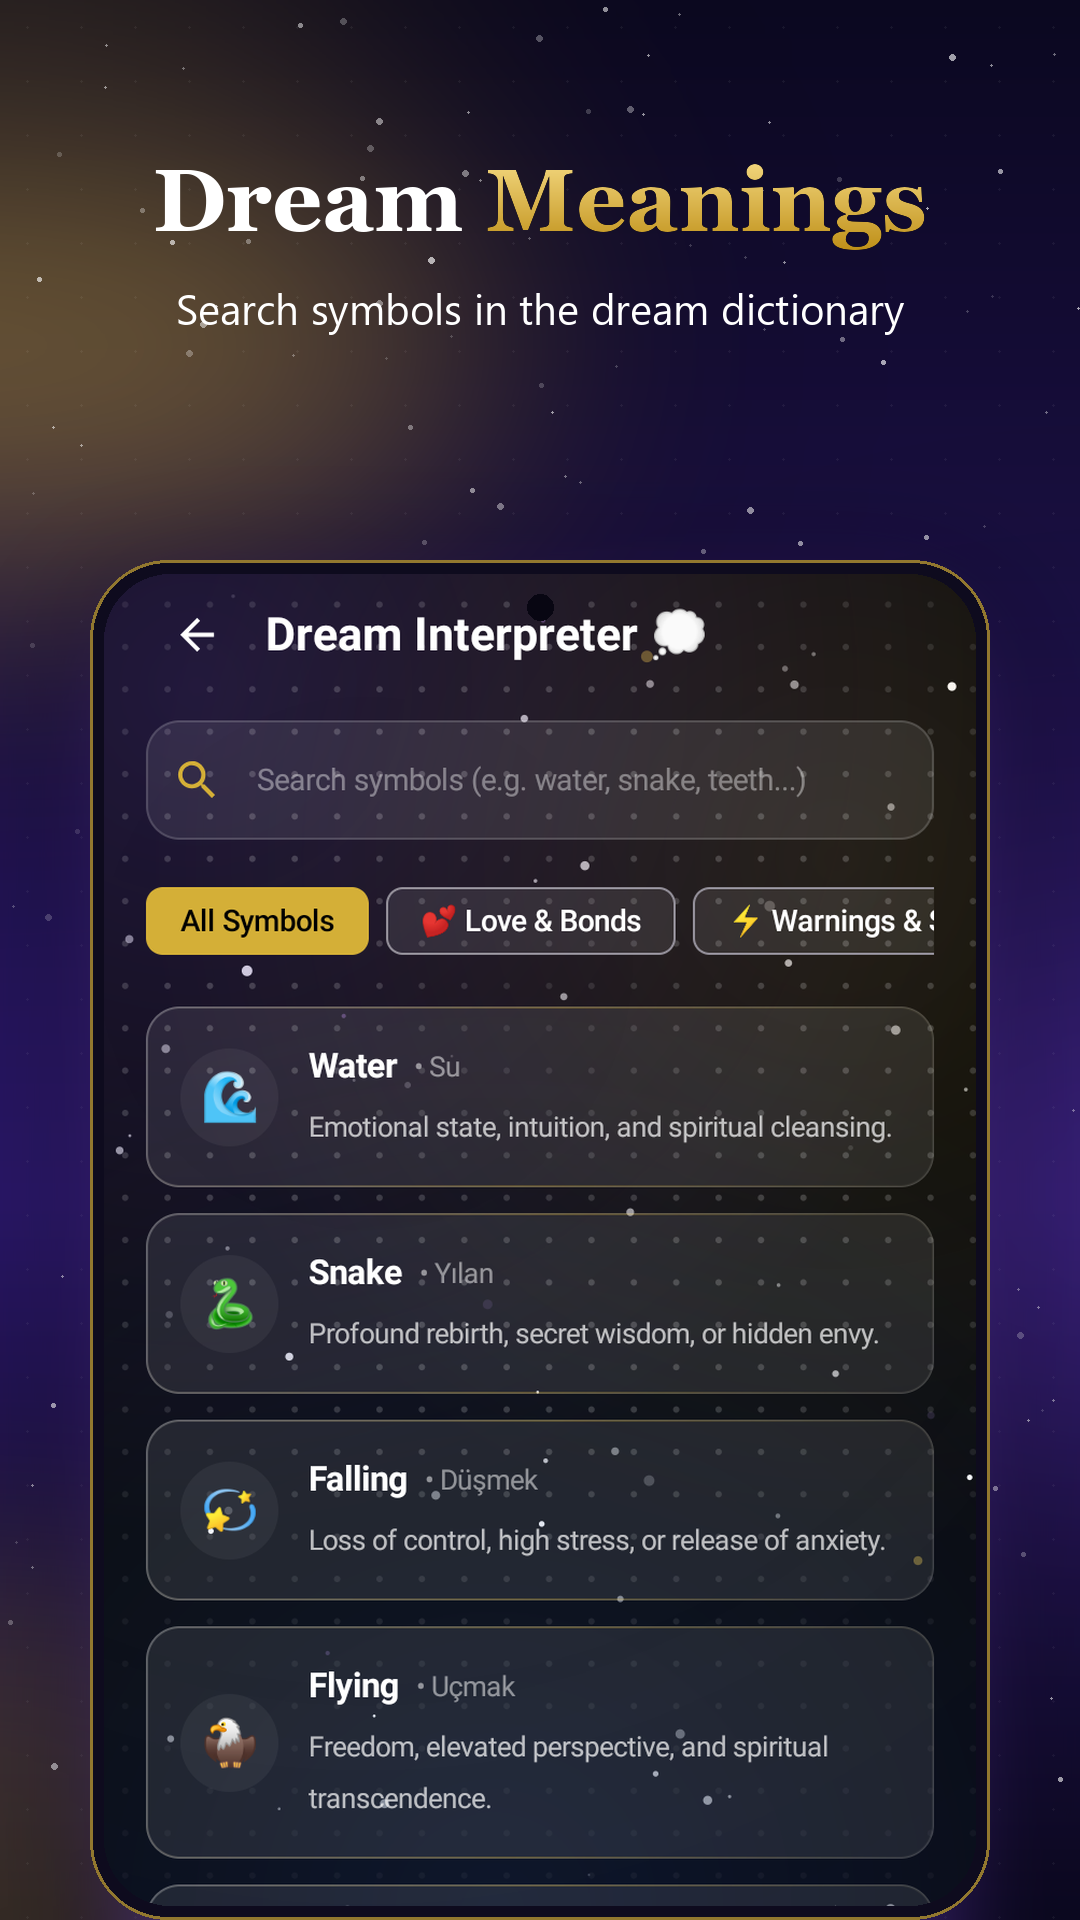 Dream Meanings
Search symbols in the dream dictionary
Dream Interpreter
Search symbols (e.g. water, snake, teeth...)
All Symbols
Love & Bonds
Warnings &
Water • Su
Emotional state, intuition, and spiritual cleansing.
Snake • Yılan
Profound rebirth, secret wisdom, or hidden envy.
Falling • Düşmek
Loss of control, high stress, or release of anxiety.
Flying • Uçmak
Freedom, elevated perspective, and spiritual
transcendence.